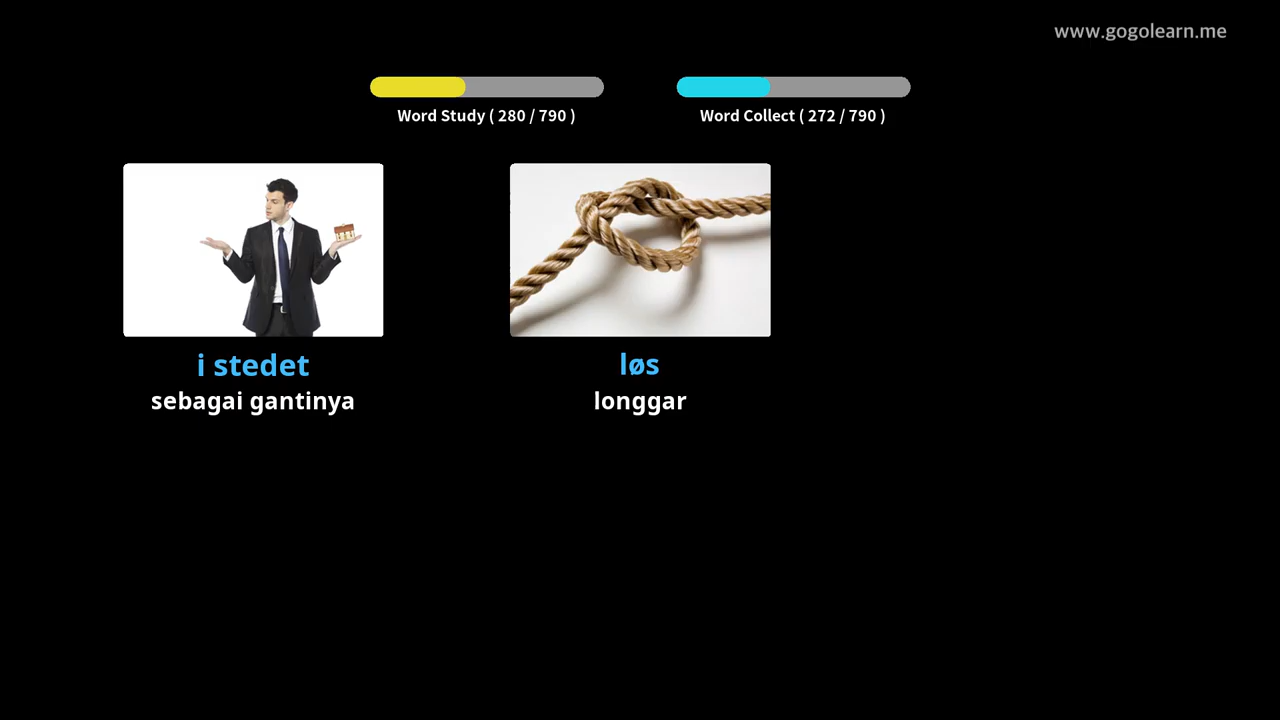 www.gogolearn.me
Word Study ( 280 / 790 )
Word Collect ( 272 / 790 )
i stedet
sebagai gantinya
løs
longgar